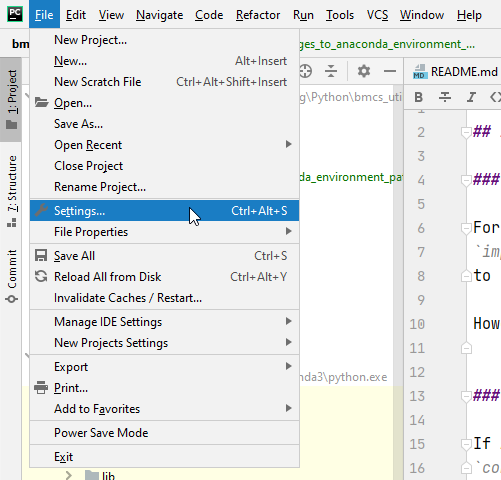 PC File Edit View Navigate Code Refactor Run Tools VCS Window Help
bm
ges_to_anaconda_environment_...
1: Project
7: Structure
Commit
New Project...
New... Alt+Insert
New Scratch File Ctrl+Alt+Shift+Insert
Open...
Save As...
Open Recent
Close Project
Rename Project...
Settings... Ctrl+Alt+S
File Properties
Save All Ctrl+S
Reload All from Disk Ctrl+Alt+Y
Invalidate Caches / Restart...
Manage IDE Settings
New Projects Settings
Export
Print...
Add to Favorites
Power Save Mode
Exit
lib
g\Python\bmcs_uti
da_environment_pa
nda3\python.exe
README.md
B I <>
2 ##
3
4 ####
5
6 For
7 `im
8 to
9
10 How
11
12
13 ###
14
15 If
16 `co